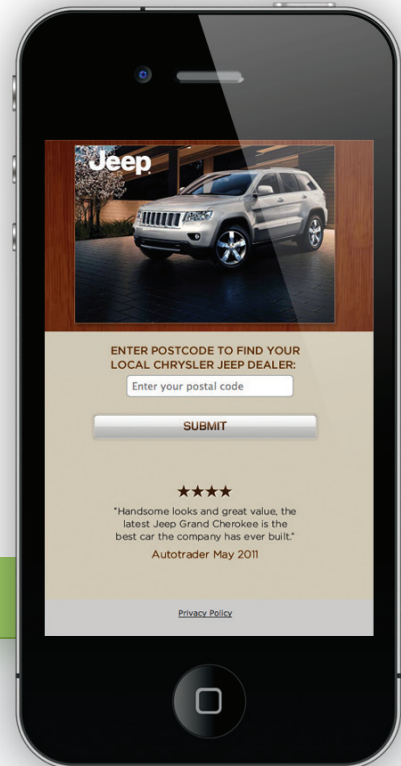 Jeep
ENTER POSTCODE TO FIND YOUR
LOCAL CHRYSLER JEEP DEALER:
Enter your postal code
SUBMIT
★★★★
"Handsome looks and great value, the
latest Jeep Grand Cherokee is the
best car the company has ever built."
Autotrader May 2011
Privacy Policy